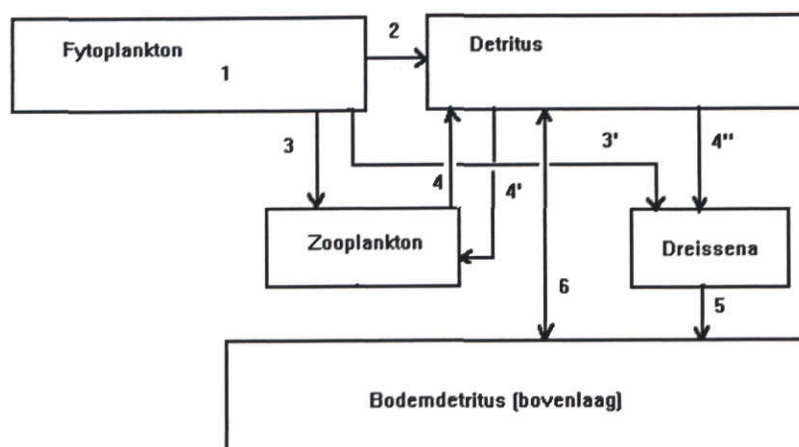 2
Fytoplankton
Detritus
1
3
3'
4''
4
4'
Zooplankton
Dreissena
6
5
Bodemdetritus (bovenlaag)